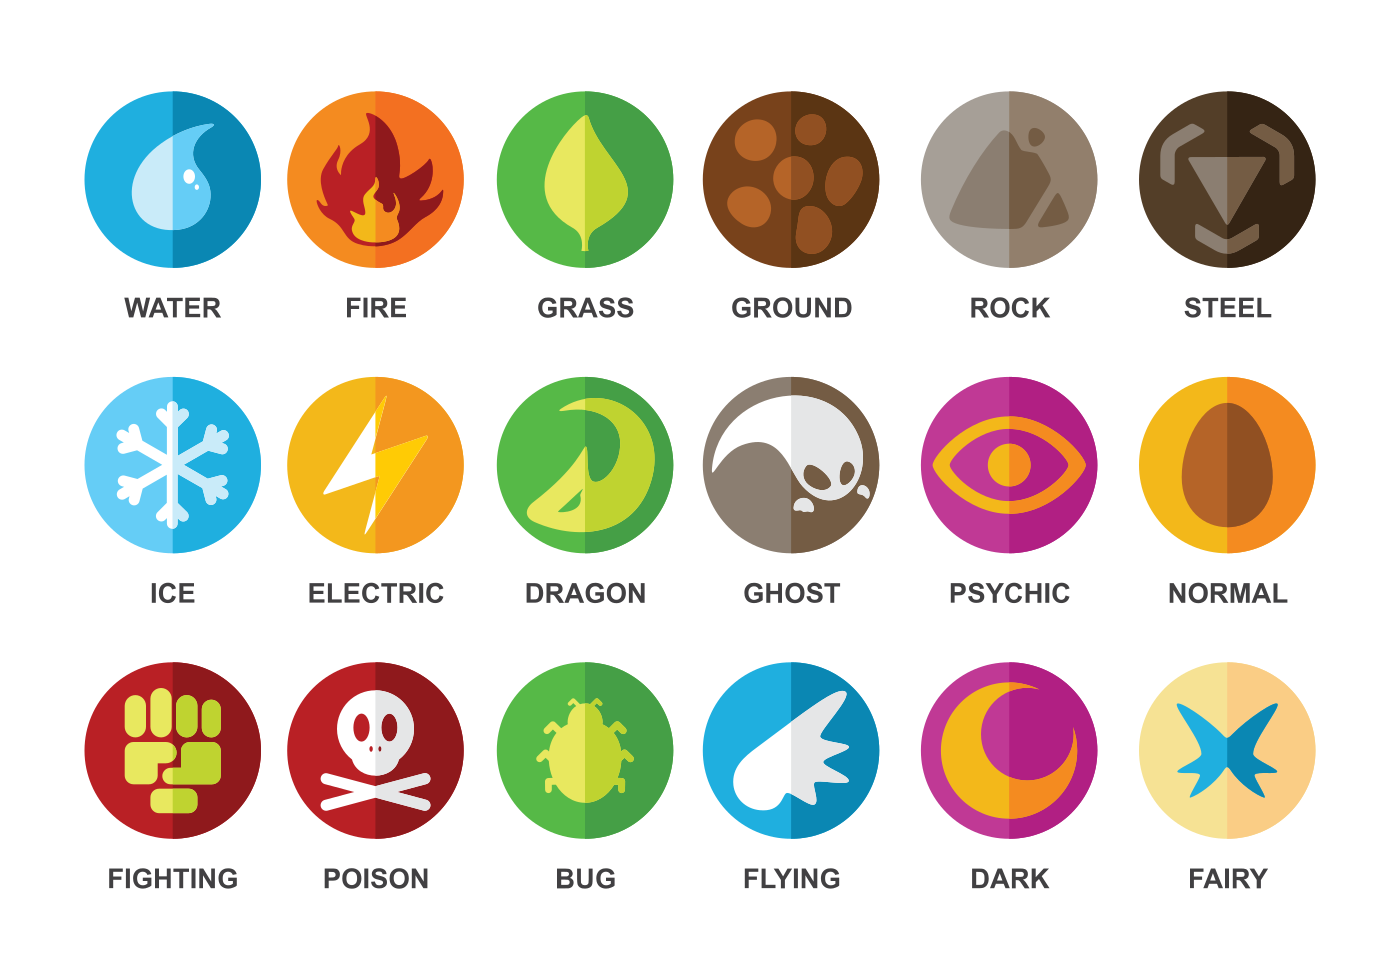 WATER FIRE GRASS GROUND ROCK STEEL
ICE ELECTRIC DRAGON GHOST PSYCHIC NORMAL
FIGHTING POISON BUG FLYING DARK FAIRY